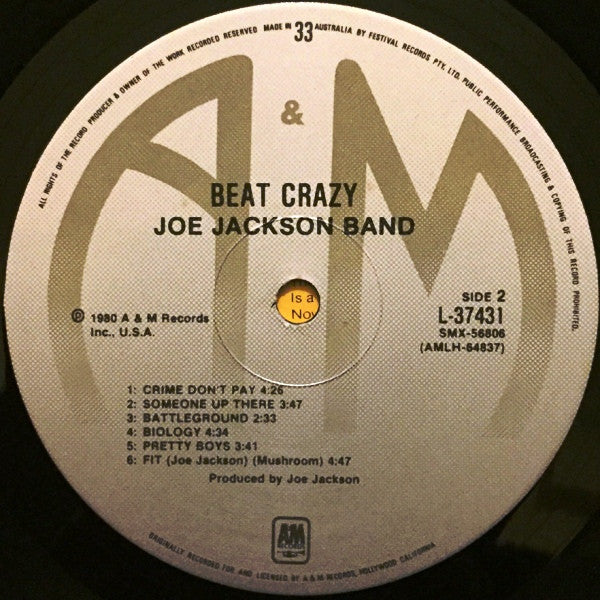 ALL RIGHTS OF THE RECORD PRODUCER & OWNER OF THE WORK RECORDED RESERVED MADE IN AUSTRALIA BY FESTIVAL RECORDS PTY. LTD. PUBLIC PERFORMANCE BROADCASTING & COPYING OF THIS RECORD PROHIBITED.
33
A & M
BEAT CRAZY
JOE JACKSON BAND
Is a
Nov
℗ 1980 A & M Records
Inc., U.S.A.
SIDE 2
L-37431
SMX-56806
(AMLH-64837)
1: CRIME DON'T PAY 4:26
2: SOMEONE UP THERE 3:47
3: BATTLEGROUND 2:33
4: BIOLOGY 4:34
5: PRETTY BOYS 3:41
6: FIT (Joe Jackson) (Mushroom) 4:47
Produced by Joe Jackson
AM
RECORDS
ORIGINALLY RECORDED FOR AND LICENSED BY A & M RECORDS, HOLLYWOOD CALIFORNIA